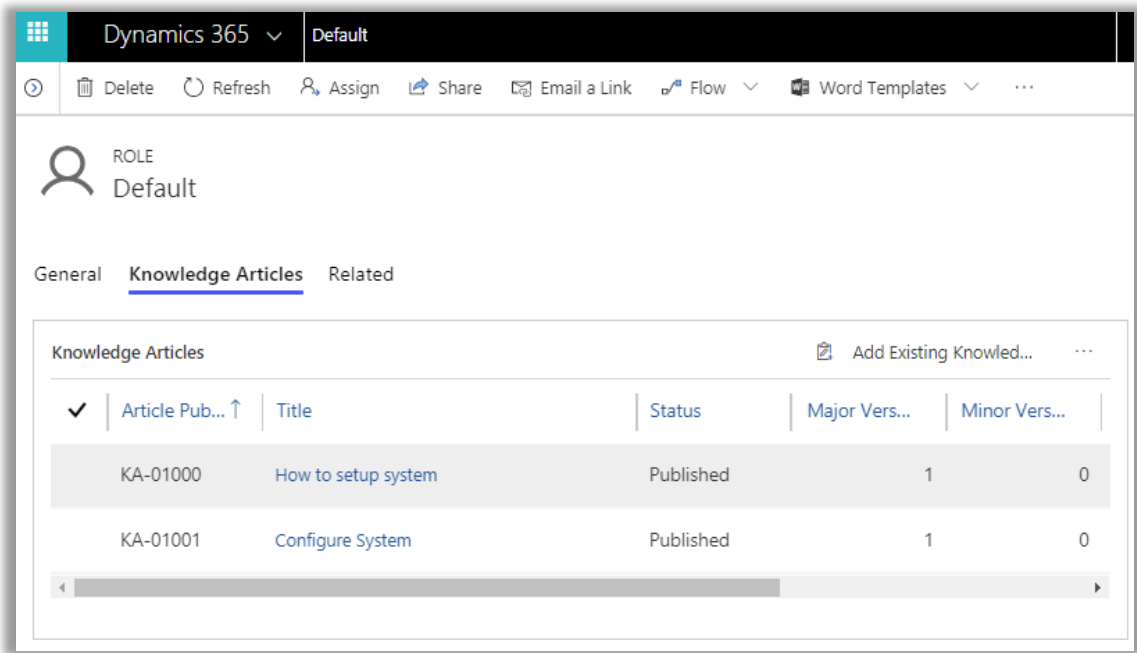 Dynamics 365 Default
Delete Refresh Assign Share Email a Link Flow Word Templates ...
ROLE
Default
General Knowledge Articles Related
Knowledge Articles Add Existing Knowled... ...
Article Pub... ↑ Title Status Major Vers... Minor Vers...
KA-01000 How to setup system Published 1 0
KA-01001 Configure System Published 1 0